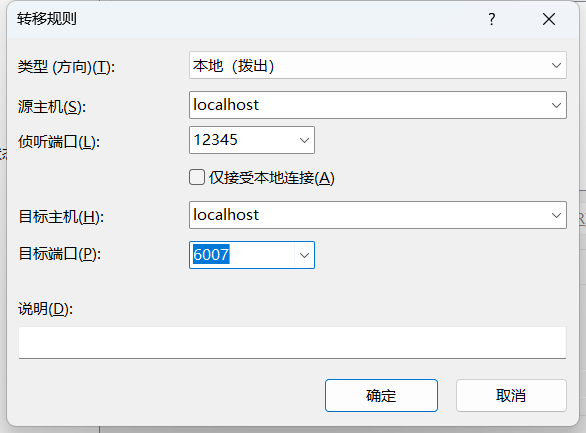 转移规则
?
类型 (方向)(T):
本地（拨出）
源主机(S):
localhost
侦听端口(L):
12345
仅接受本地连接(A)
目标主机(H):
localhost
目标端口(P):
6007
说明(D):
确定
取消